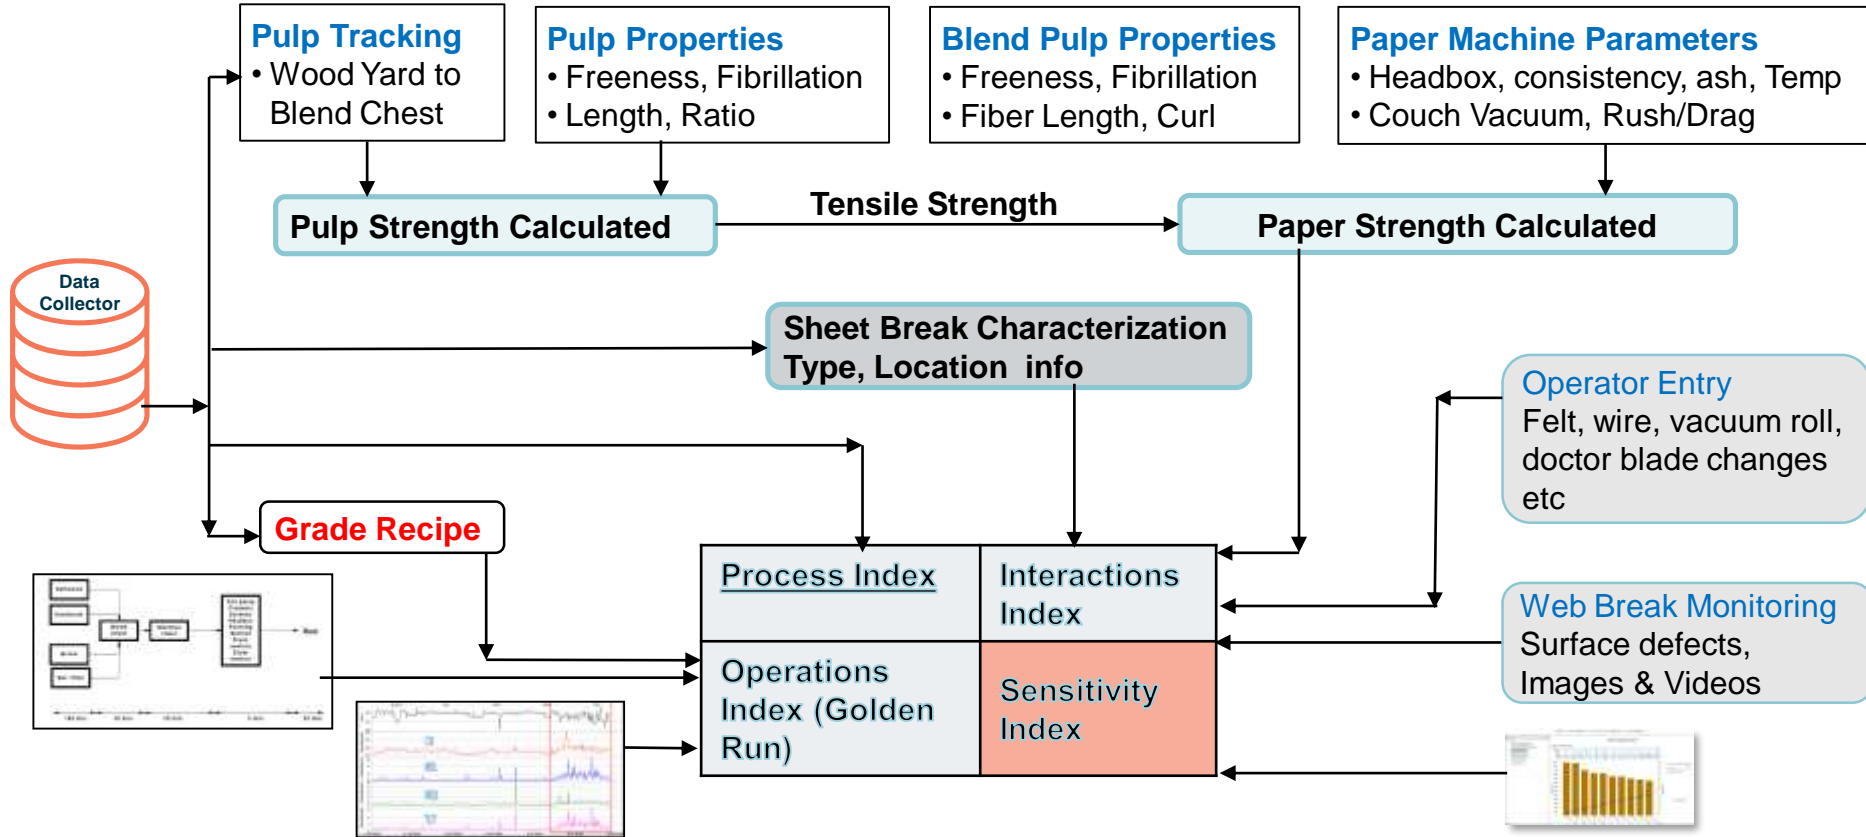 Pulp Tracking
• Wood Yard to
Blend Chest
Pulp Properties
• Freeness, Fibrillation
• Length, Ratio
Blend Pulp Properties
• Freeness, Fibrillation
• Fiber Length, Curl
Paper Machine Parameters
• Headbox, consistency, ash, Temp
• Couch Vacuum, Rush/Drag
Pulp Strength Calculated
Tensile Strength
Paper Strength Calculated
Data
Collector
Sheet Break Characterization
Type, Location info
Operator Entry
Felt, wire, vacuum roll,
doctor blade changes
etc
Grade Recipe
Process Index
Interactions
Index
Web Break Monitoring
Surface defects,
Images & Videos
Operations
Index (Golden
Run)
Sensitivity
Index